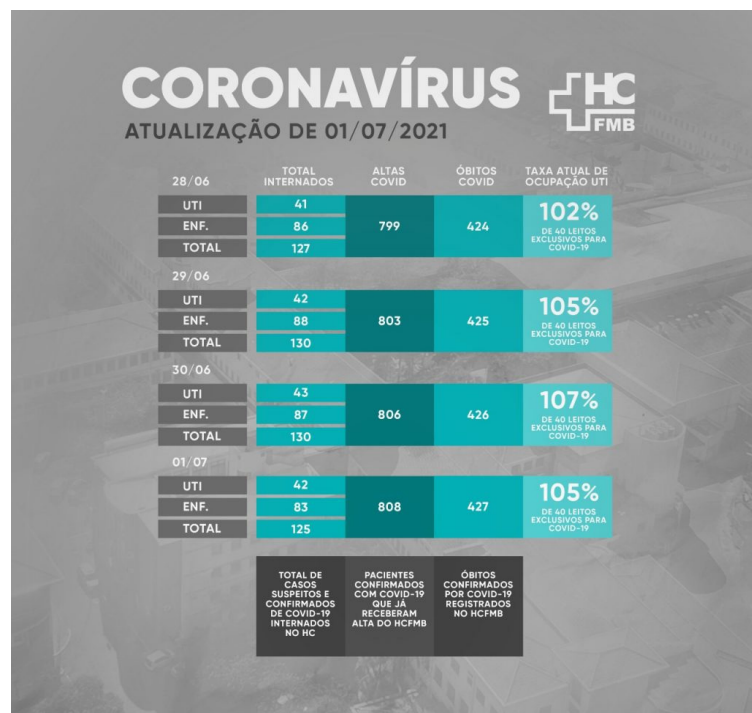 CORONAVÍRUS
HC
FMB
ATUALIZAÇÃO DE 01/07/2021
28/06
TOTAL INTERNADOS
ALTAS COVID
ÓBITOS COVID
TAXA ATUAL DE OCUPAÇÃO UTI
UTI
41
ENF.
86
TOTAL
127
799
424
102%
DE 40 LEITOS
EXCLUSIVOS PARA
COVID-19
29/06
UTI
42
ENF.
88
TOTAL
130
803
425
105%
DE 40 LEITOS
EXCLUSIVOS PARA
COVID-19
30/06
UTI
43
ENF.
87
TOTAL
130
806
426
107%
DE 40 LEITOS
EXCLUSIVOS PARA
COVID-19
01/07
UTI
42
ENF.
83
TOTAL
125
808
427
105%
DE 40 LEITOS
EXCLUSIVOS PARA
COVID-19
TOTAL DE
CASOS
SUSPEITOS E
CONFIRMADOS
DE COVID-19
INTERNADOS
NO HC
PACIENTES
CONFIRMADOS
COM COVID-19
QUE JÁ
RECEBERAM
ALTA DO HCFMB
ÓBITOS
CONFIRMADOS
POR COVID-19
REGISTRADOS
NO HCFMB